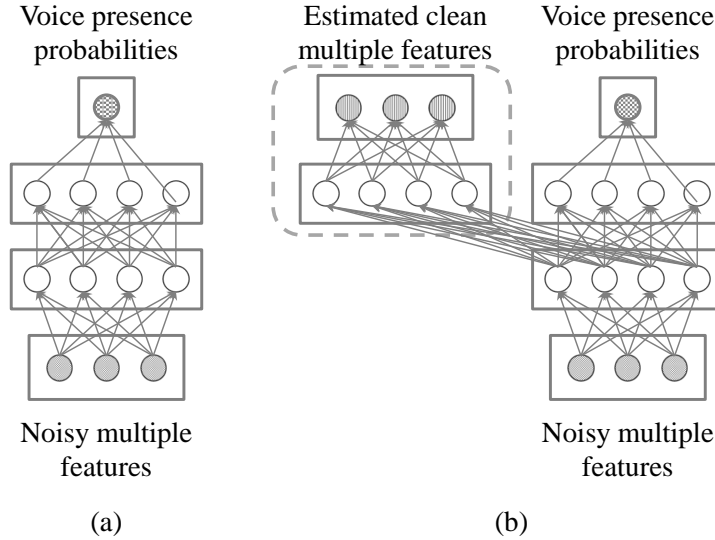 Voice presence
probabilities
Estimated clean
multiple features
Voice presence
probabilities
Noisy multiple
features
Noisy multiple
features
(a)
(b)